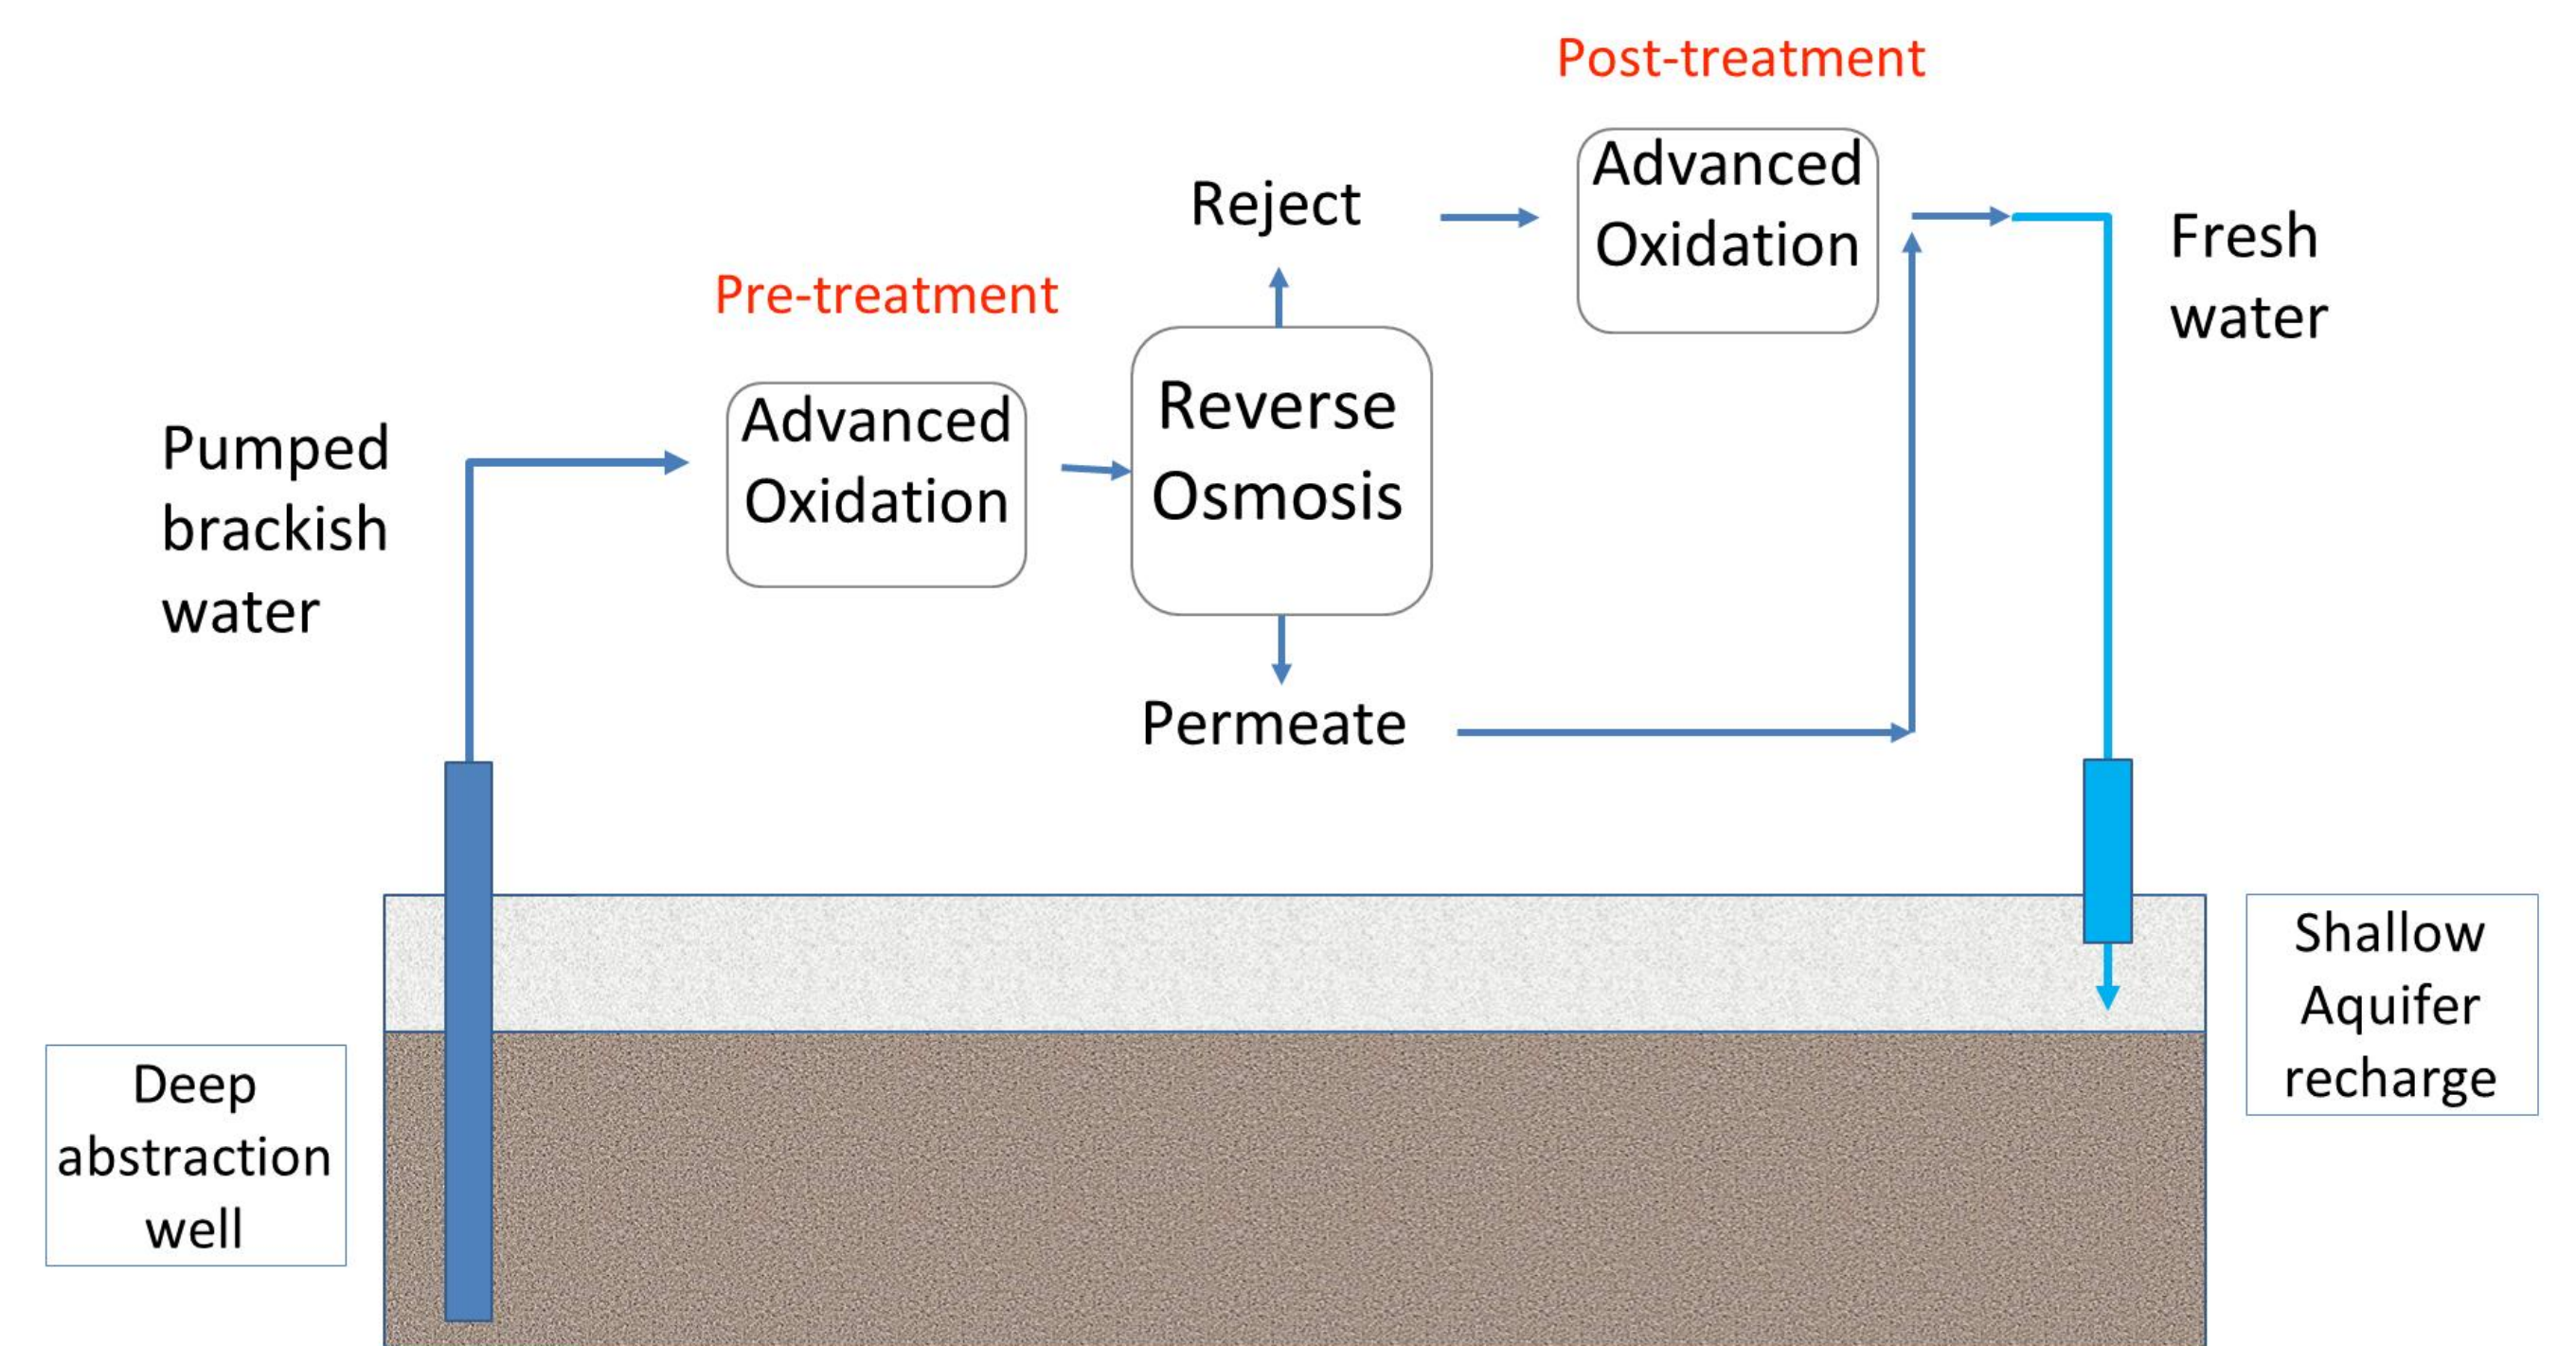 Post-treatment
Advanced
Oxidation
Reject
Fresh
water
Pre-treatment
Advanced
Oxidation
Reverse
Osmosis
Pumped
brackish
water
Permeate
Deep
abstraction
well
Shallow
Aquifer
recharge